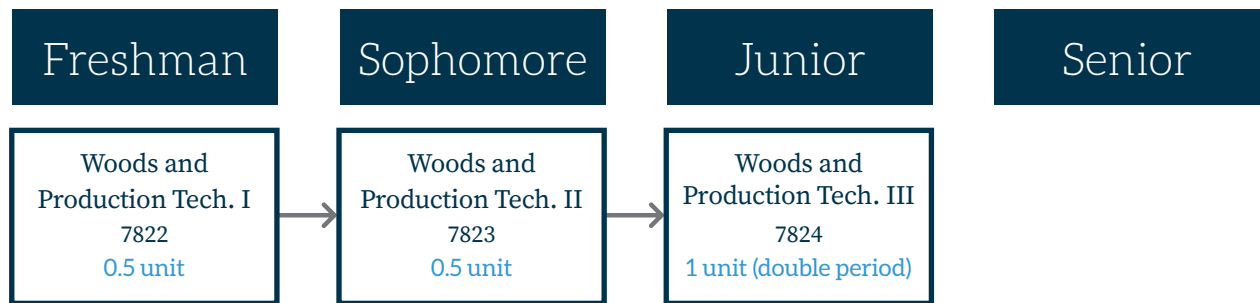 Freshman
Sophomore
Junior
Senior
Woods and
Production Tech. I
7822
0.5 unit
Woods and
Production Tech. II
7823
0.5 unit
Woods and
Production Tech. III
7824
1 unit (double period)